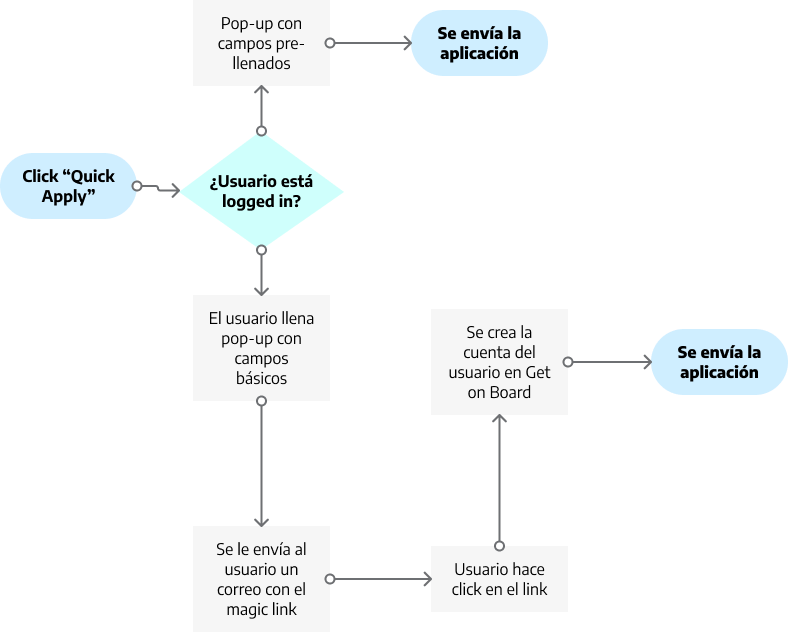 Pop-up con
campos pre-
llenados
Se envía la
aplicación
Click “Quick
Apply”
¿Usuario está
logged in?
El usuario llena
pop-up con
campos
básicos
Se crea la
cuenta del
usuario en Get
on Board
Se envía la
aplicación
Se le envía al
usuario un
correo con el
magic link
Usuario hace
click en el link